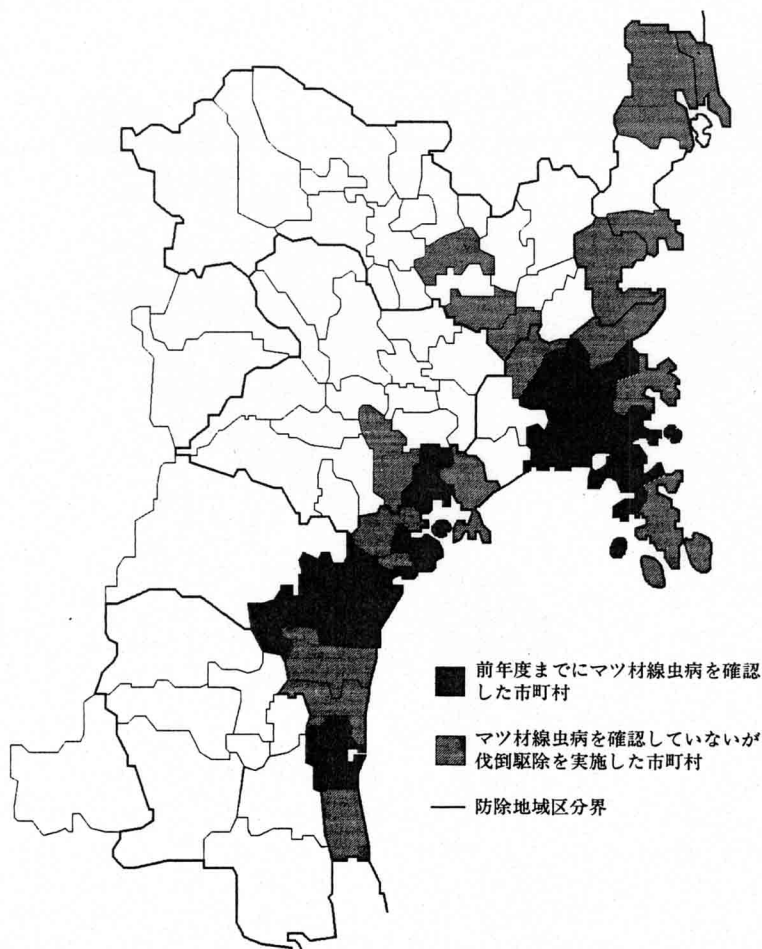 前年度までにマツ材線虫病を確認
した市町村
マツ材線虫病を確認していないが
伐倒駆除を実施した市町村
防除地域区分界